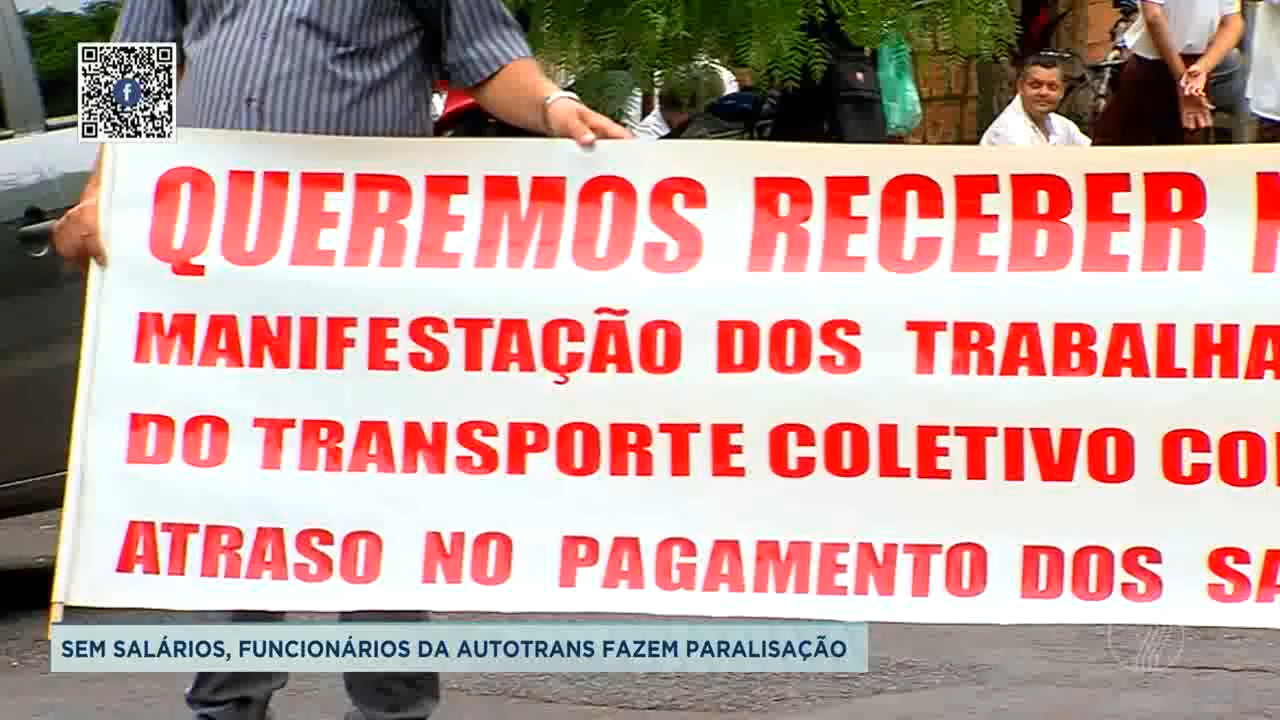 QUEREMOS RECEBER
MANIFESTAÇÃO DOS TRABALHA
DO TRANSPORTE COLETIVO CO
ATRASO NO PAGAMENTO DOS SA
SEM SALÁRIOS, FUNCIONÁRIOS DA AUTOTRANS FAZEM PARALISAÇÃO